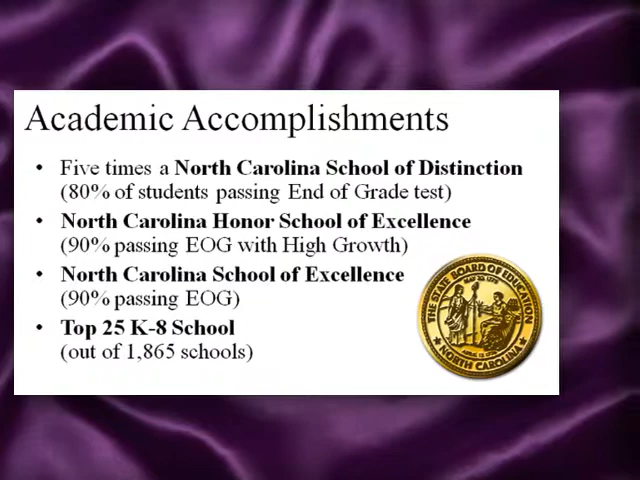 Academic Accomplishments
• Five times a North Carolina School of Distinction
(80% of students passing End of Grade test)
• North Carolina Honor School of Excellence
(90% passing EOG with High Growth)
• North Carolina School of Excellence
(90% passing EOG)
• Top 25 K-8 School
(out of 1,865 schools)
THE STATE BOARD OF EDUCATION
NORTH CAROLINA